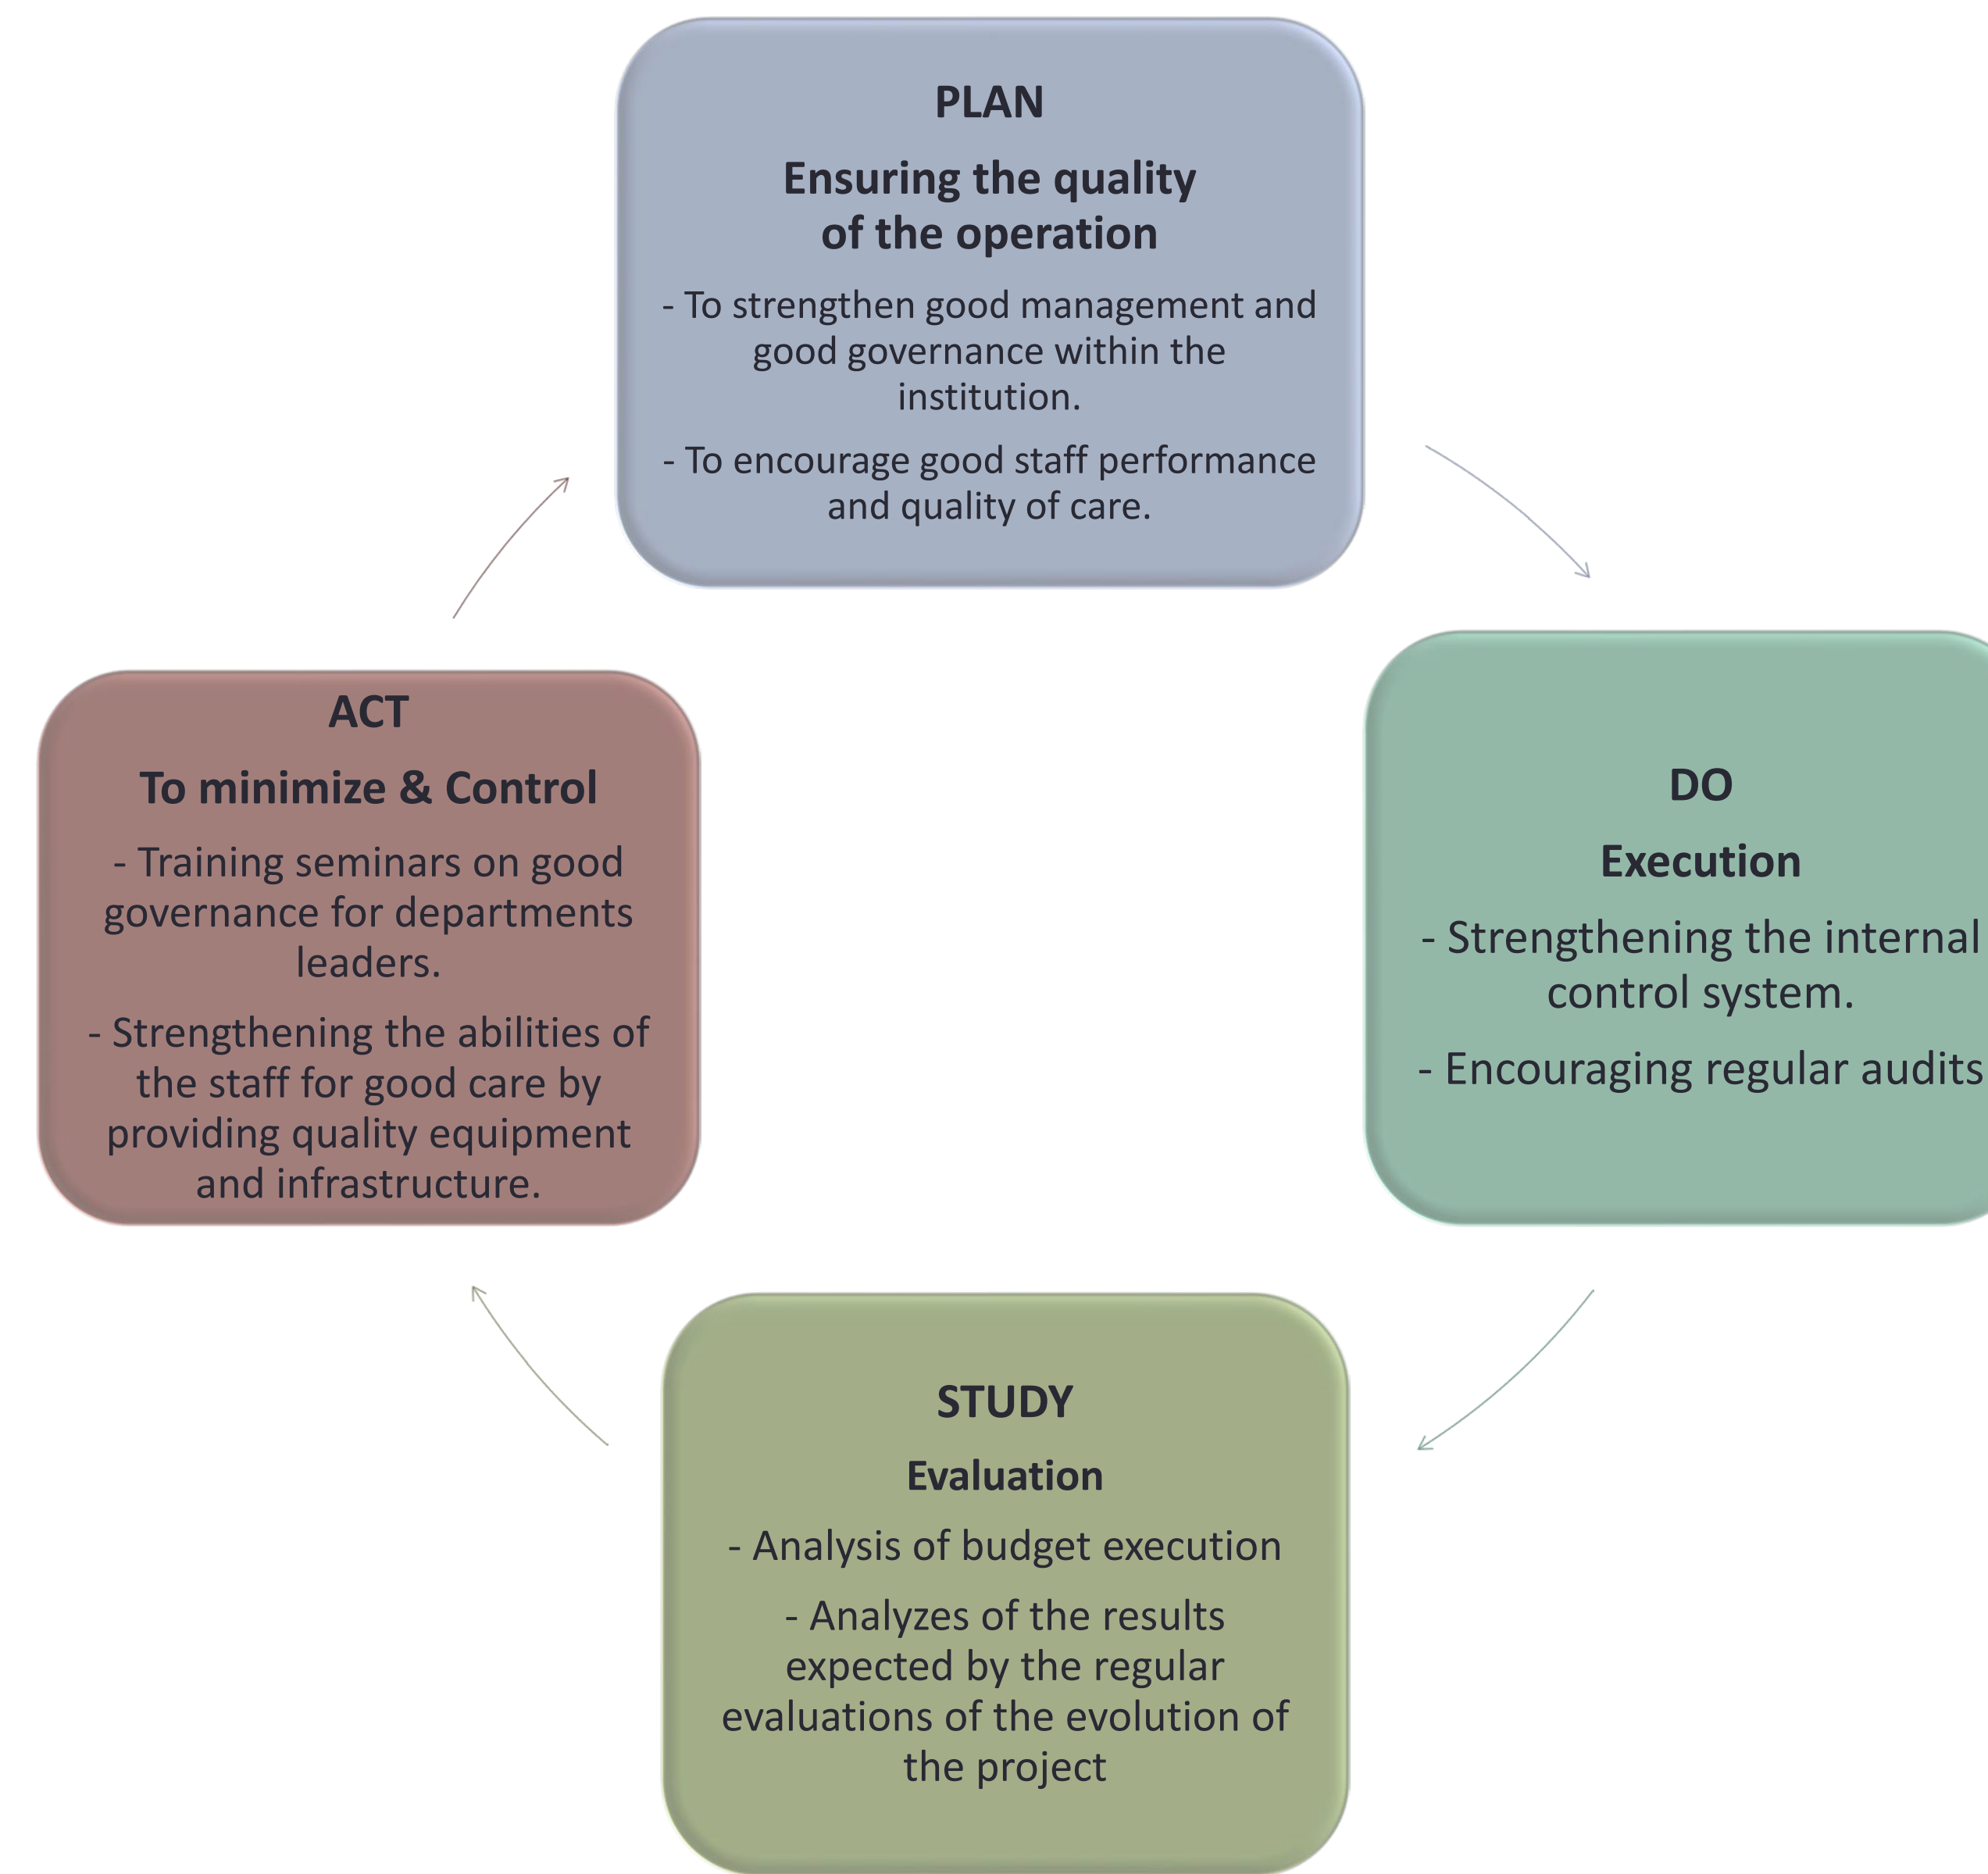 PLAN
Ensuring the quality
of the operation
- To strengthen good management and
good governance within the
institution.
- To encourage good staff performance
and quality of care.
DO
Execution
- Strengthening the internal
control system.
- Encouraging regular audits
STUDY
Evaluation
- Analysis of budget execution
- Analyzes of the results
expected by the regular
evaluations of the evolution of
the project
ACT
To minimize & Control
- Training seminars on good
governance for departments
leaders.
- Strengthening the abilities of
the staff for good care by
providing quality equipment
and infrastructure.